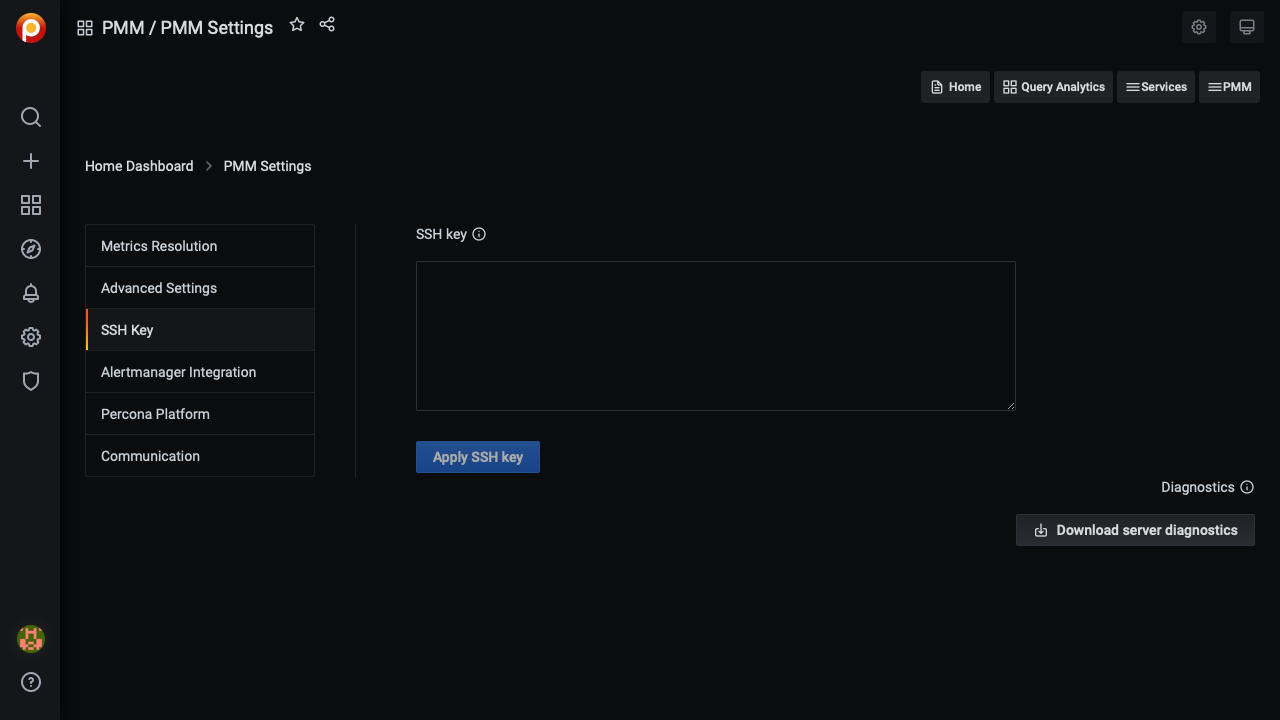 PMM / PMM Settings
Home
Query Analytics
Services
PMM
Home Dashboard
PMM Settings
Metrics Resolution
Advanced Settings
SSH Key
Alertmanager Integration
Percona Platform
Communication
SSH key
Apply SSH key
Diagnostics
Download server diagnostics